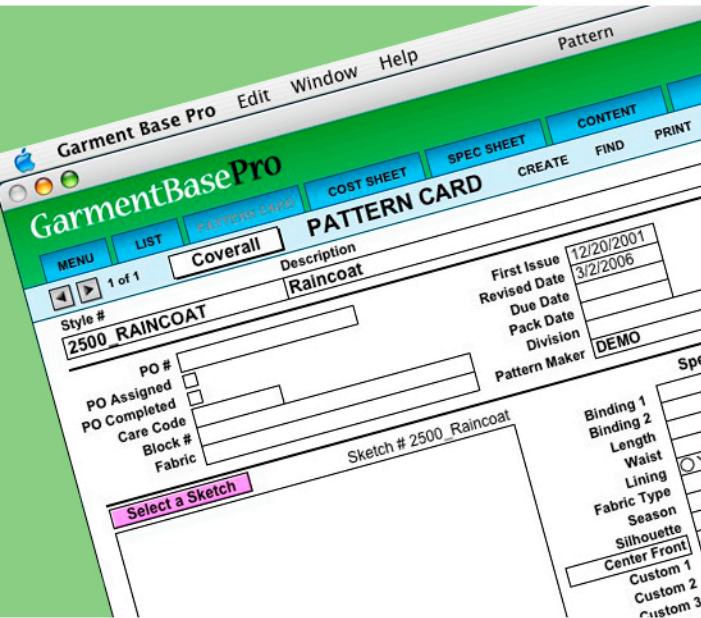 Garment Base Pro Edit Window Help Pattern
GarmentBasePro
MENU LIST PATTERN CARD COST SHEET SPEC SHEET CONTENT
1 of 1 Coverall PATTERN CARD CREATE FIND PRINT
Style # Description
2500_RAINCOAT Raincoat
PO #
PO Assigned
PO Completed
Care Code
Block #
Fabric
First Issue 12/20/2001
Revised Date 3/2/2006
Due Date
Pack Date
Division
Pattern Maker DEMO
Select a Sketch Sketch # 2500_Raincoat
Spe
Binding 1
Binding 2
Length
Waist
Lining Y
Fabric Type
Season
Silhouette
Center Front
Custom 1
Custom 2
Custom 3